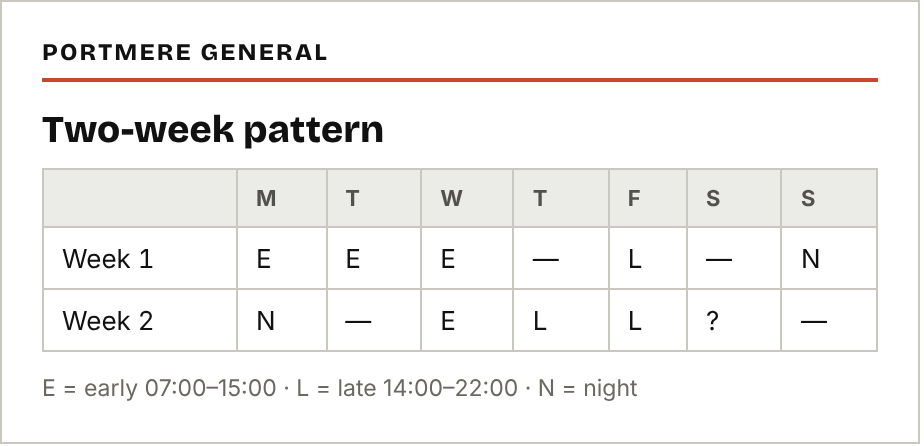 PORTMERE GENERAL
Two-week pattern
M T W T F S S
Week 1 E E E — L — N
Week 2 N — E L L ? —
E = early 07:00–15:00 · L = late 14:00–22:00 · N = night